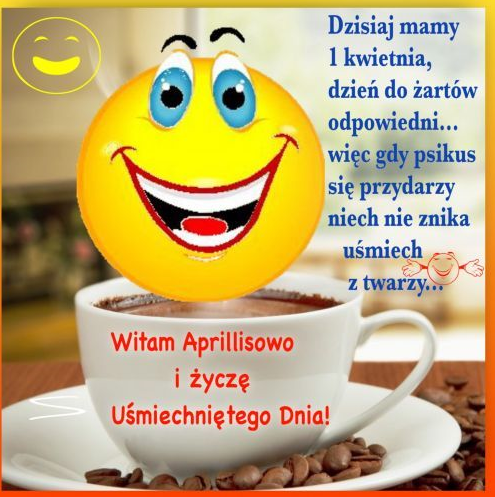 Dzisiaj mamy
1 kwietnia,
dzień do żartów
odpowiedni...
więc gdy psikus
się przydarzy
niech nie znika
uśmiech
z twarzy...
Witam Aprillisowo
i życzę
Uśmiechniętego Dnia!